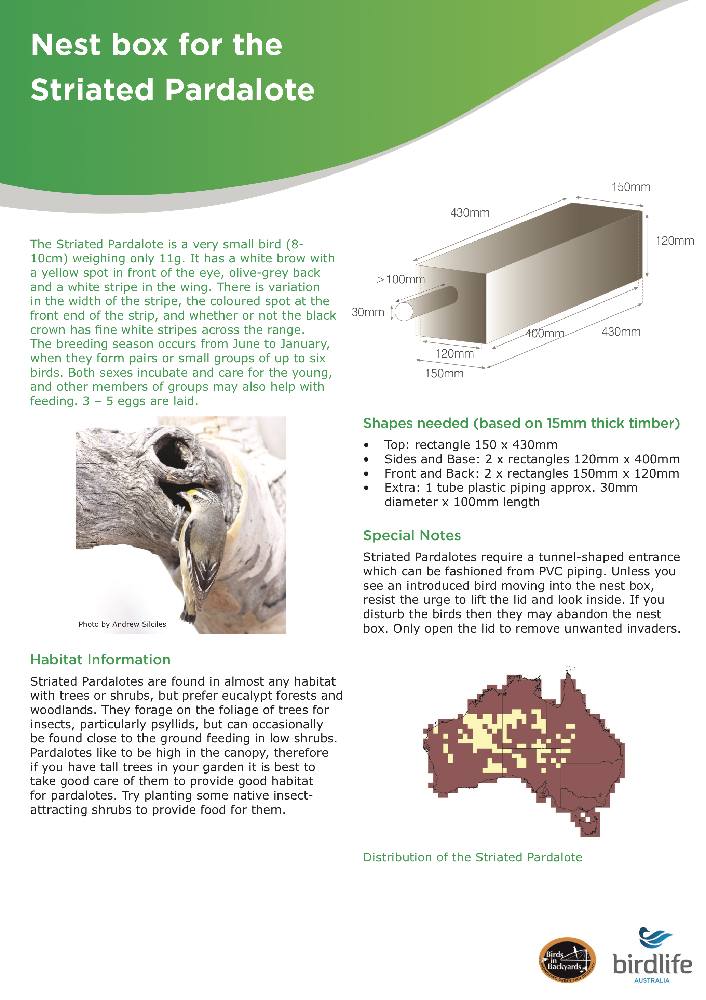 Nest box for the
Striated Pardalote
The Striated Pardalote is a very small bird (8-
10cm) weighing only 11g. It has a white brow with
a yellow spot in front of the eye, olive-grey back
and a white stripe in the wing. There is variation
in the width of the stripe, the coloured spot at the
front end of the strip, and whether or not the black
crown has fine white stripes across the range.
The breeding season occurs from June to January,
when they form pairs or small groups of up to six
birds. Both sexes incubate and care for the young,
and other members of groups may also help with
feeding. 3 – 5 eggs are laid.
Photo by Andrew Silciles
Habitat Information
Striated Pardalotes are found in almost any habitat
with trees or shrubs, but prefer eucalypt forests and
woodlands. They forage on the foliage of trees for
insects, particularly psyllids, but can occasionally
be found close to the ground feeding in low shrubs.
Pardalotes like to be high in the canopy, therefore
if you have tall trees in your garden it is best to
take good care of them to provide good habitat
for pardalotes. Try planting some native insect-
attracting shrubs to provide food for them.
150mm
430mm
120mm
>100mm
30mm
400mm
430mm
120mm
150mm
Shapes needed (based on 15mm thick timber)
• Top: rectangle 150 x 430mm
• Sides and Base: 2 x rectangles 120mm x 400mm
• Front and Back: 2 x rectangles 150mm x 120mm
• Extra: 1 tube plastic piping approx. 30mm
diameter x 100mm length
Special Notes
Striated Pardalotes require a tunnel-shaped entrance
which can be fashioned from PVC piping. Unless you
see an introduced bird moving into the nest box,
resist the urge to lift the lid and look inside. If you
disturb the birds then they may abandon the nest
box. Only open the lid to remove unwanted invaders.
Distribution of the Striated Pardalote
Birds
in
Backyards
PROMOTING URBAN BIRD DIVERSITY
birdlife
AUSTRALIA